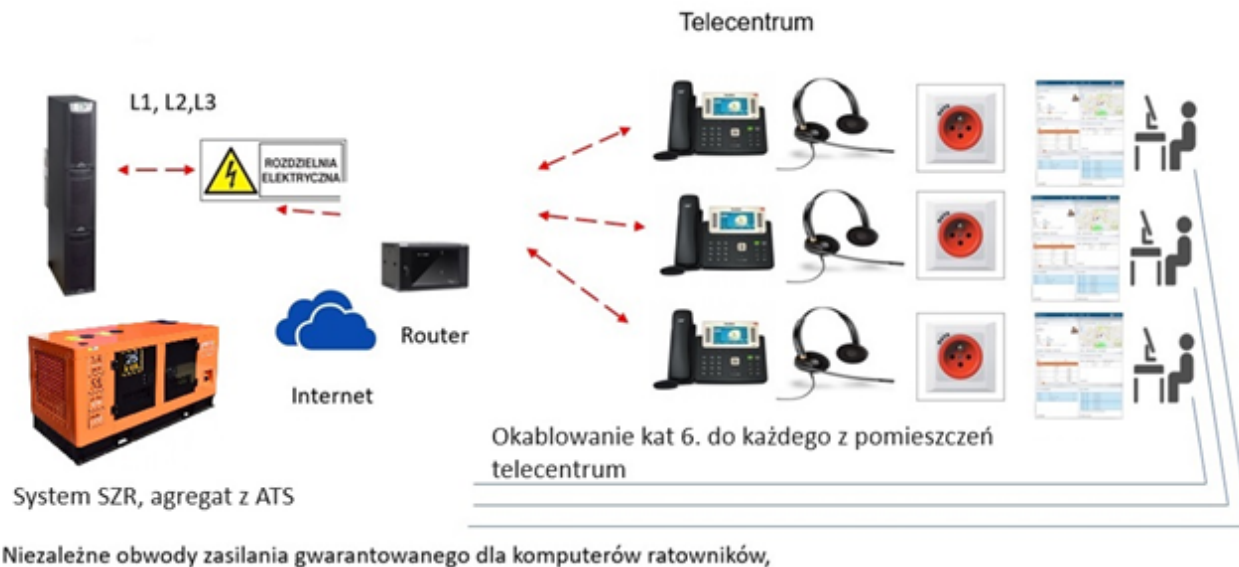 Telecentrum
L1, L2,L3
ROZDZIELNIA
ELEKTRYCZNA
Router
Internet
Okablowanie kat 6. do każdego z pomieszczeń
telecentrum
System SZR, agregat z ATS
Niezależne obwody zasilania gwarantowanego dla komputerów ratowników,